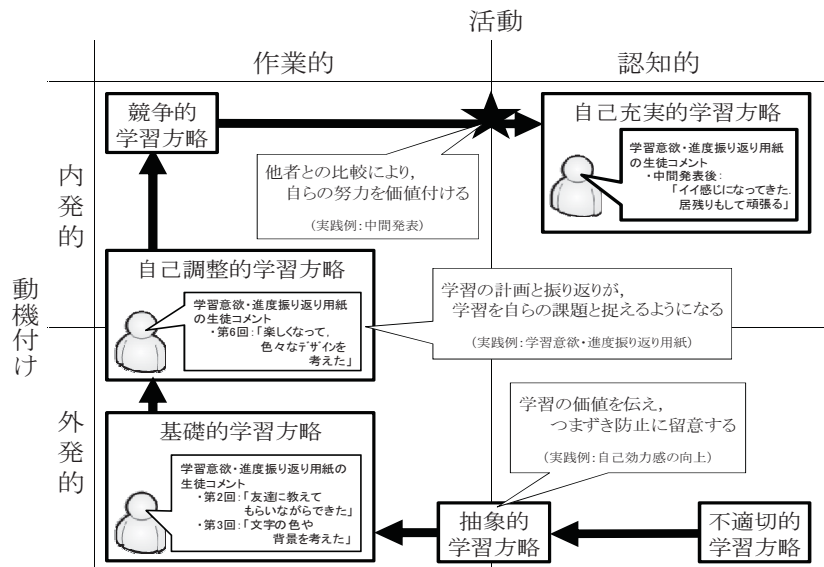 活動
作業的
認知的
動機付け
内発的
外発的
競争的
学習方略
自己充実的学習方略
学習意欲・進度振り返り用紙
の生徒コメント
・中間発表後：
「イイ感じになってきた．
居残りもして頑張る」
他者との比較により，
自らの努力を価値付ける
（実践例：中間発表）
自己調整的学習方略
学習意欲・進度振り返り用紙
の生徒コメント
・第6回：「楽しくなって，
色々なデザインを
考えた」
学習の計画と振り返りが，
学習を自らの課題と捉えるようになる
（実践例：学習意欲・進度振り返り用紙）
学習の価値を伝え，
つまずき防止に留意する
（実践例：自己効力感の向上）
基礎的学習方略
学習意欲・進度振り返り用紙の
生徒コメント
・第2回：「友達に教えて
もらいながらできた」
・第3回：「文字の色や
背景を考えた」
抽象的
学習方略
不適切的
学習方略